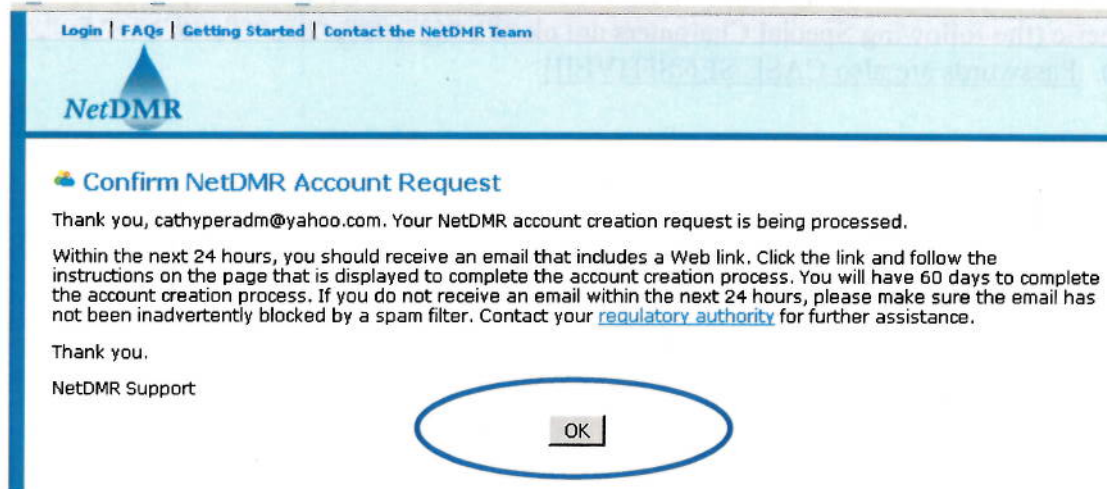 Login | FAQs | Getting Started | Contact the NetDMR Team
NetDMR
Confirm NetDMR Account Request
Thank you, cathyperadm@yahoo.com. Your NetDMR account creation request is being processed.
Within the next 24 hours, you should receive an email that includes a Web link. Click the link and follow the
instructions on the page that is displayed to complete the account creation process. You will have 60 days to complete
the account creation process. If you do not receive an email within the next 24 hours, please make sure the email has
not been inadvertently blocked by a spam filter. Contact your regulatory authority for further assistance.
Thank you.
NetDMR Support
OK